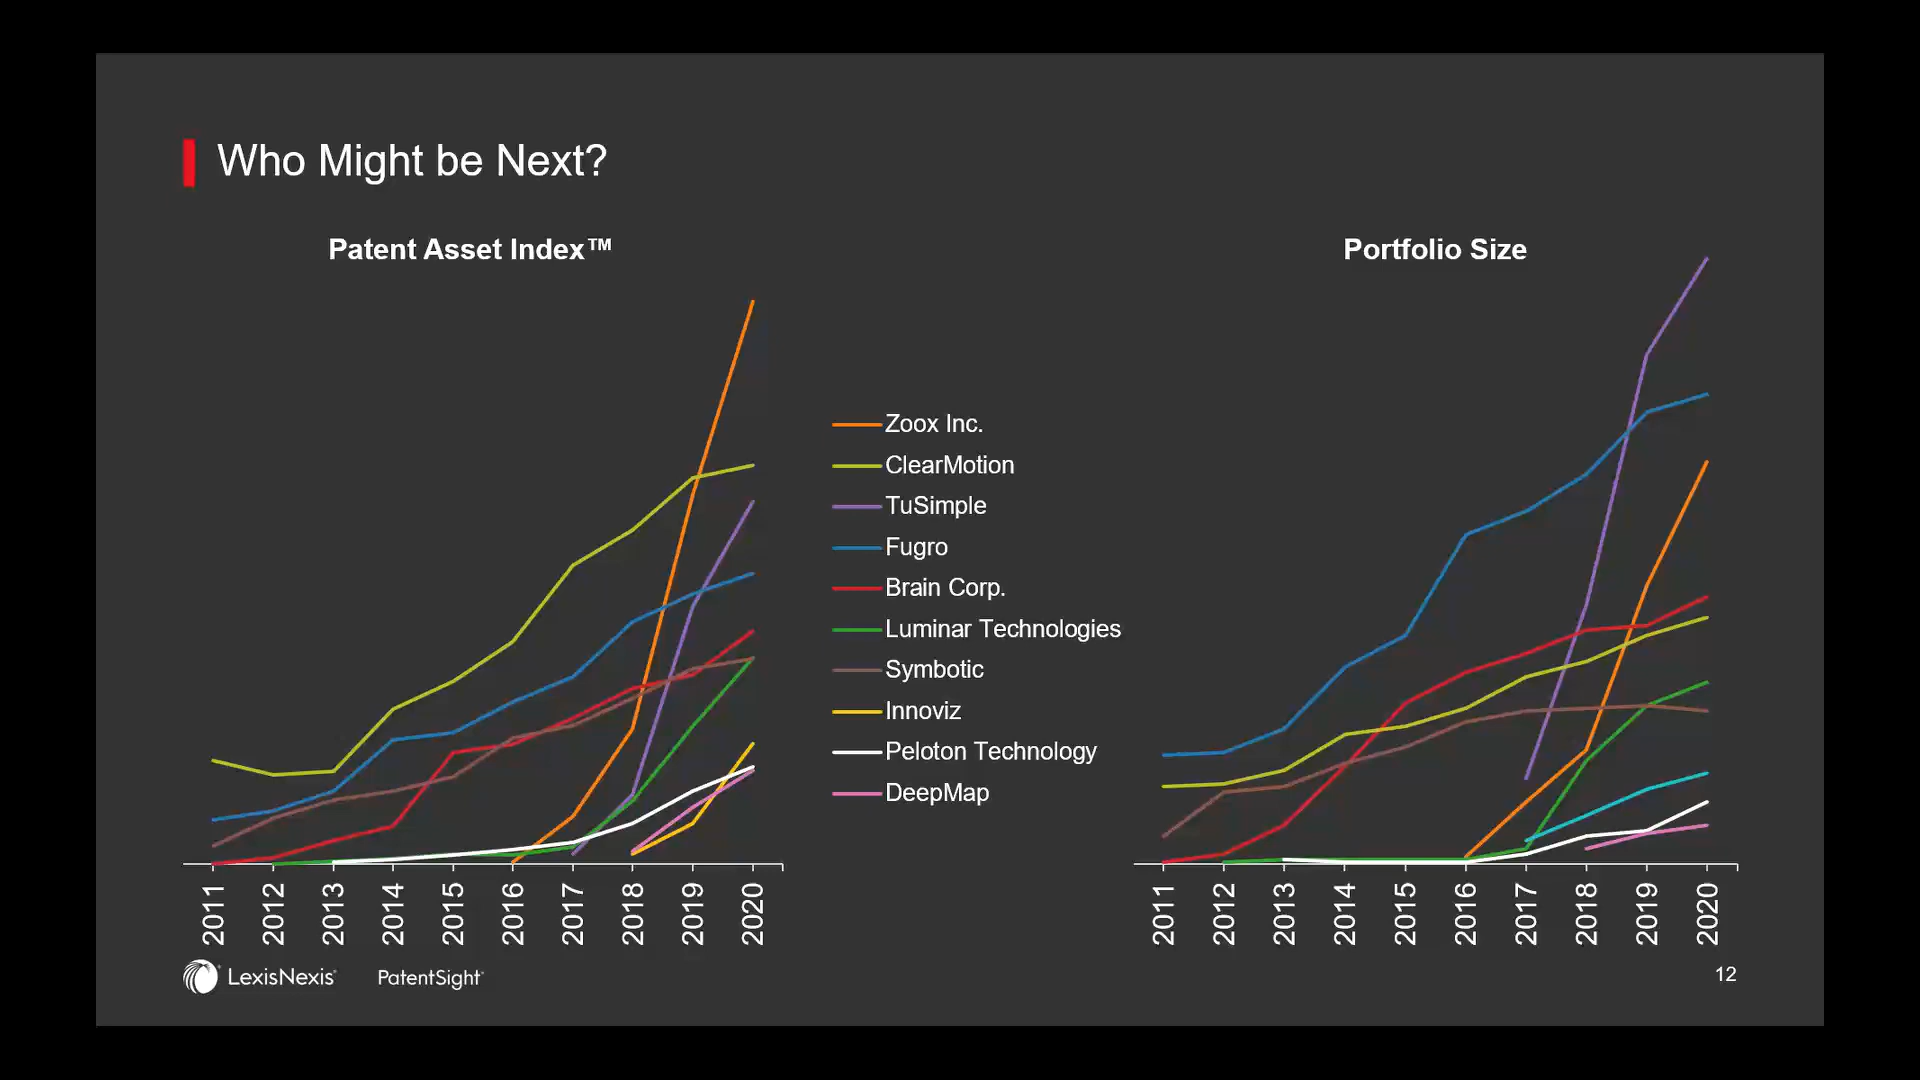 Who Might be Next?
Patent Asset Index™
Portfolio Size
Zoox Inc.
ClearMotion
TuSimple
Fugro
Brain Corp.
Luminar Technologies
Symbotic
Innoviz
Peloton Technology
DeepMap
2011 2012 2013 2014 2015 2016 2017 2018 2019 2020
2011 2012 2013 2014 2015 2016 2017 2018 2019 2020
LexisNexis PatentSight
12